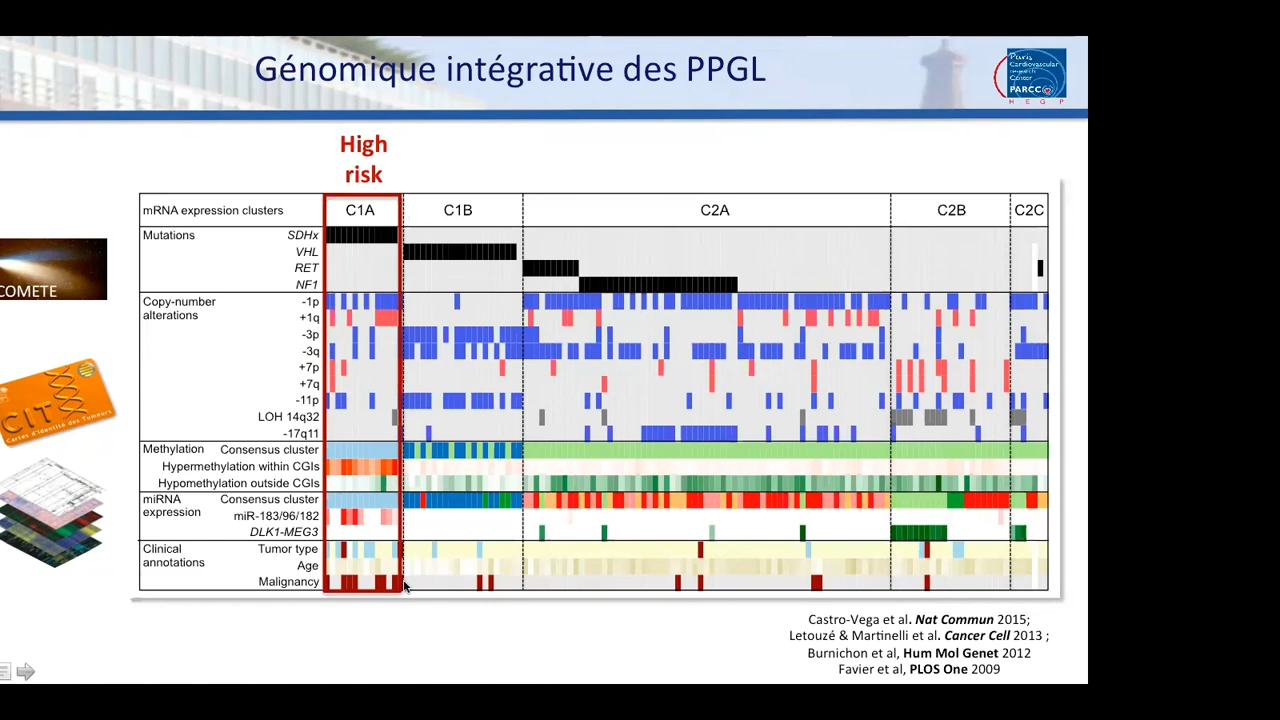 Génomique intégrative des PPGL
Paris
Cardiovascular
research
Center
PARCC
H E G P
High
risk
mRNA expression clusters C1A C1B C2A C2B C2C
Mutations SDHx
VHL
RET
NF1
Copy-number -1p
alterations +1q
-3p
-3q
+7p
+7q
-11p
LOH 14q32
-17q11
Methylation Consensus cluster
Hypermethylation within CGIs
Hypomethylation outside CGIs
miRNA Consensus cluster
expression miR-183/96/182
DLK1-MEG3
Clinical Tumor type
annotations Age
Malignancy
COMETE
CIT
Cartes d'Identité des Tumeurs
Castro-Vega et al. Nat Commun 2015;
Letouzé & Martinelli et al. Cancer Cell 2013 ;
Burnichon et al, Hum Mol Genet 2012
Favier et al, PLOS One 2009